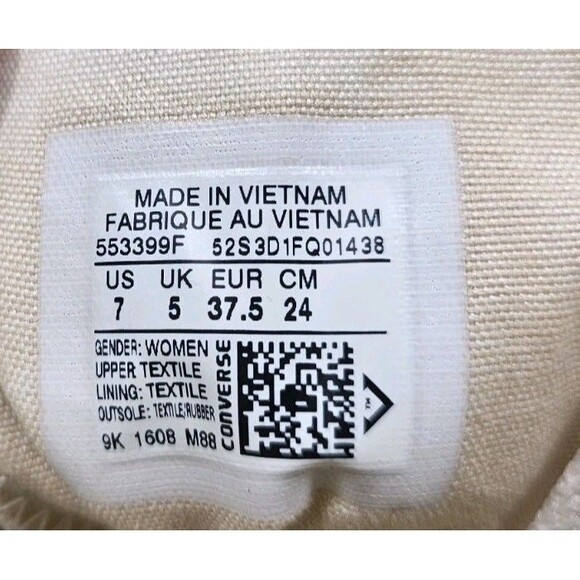 MADE IN VIETNAM
FABRIQUE AU VIETNAM
553399F 52S3D1FQ01438
US UK EUR CM
7 5 37.5 24
GENDER: WOMEN
UPPER: TEXTILE
LINING: TEXTILE
OUTSOLE: TEXTILE/RUBBER
9K 1608 M88
CONVERSE
TM